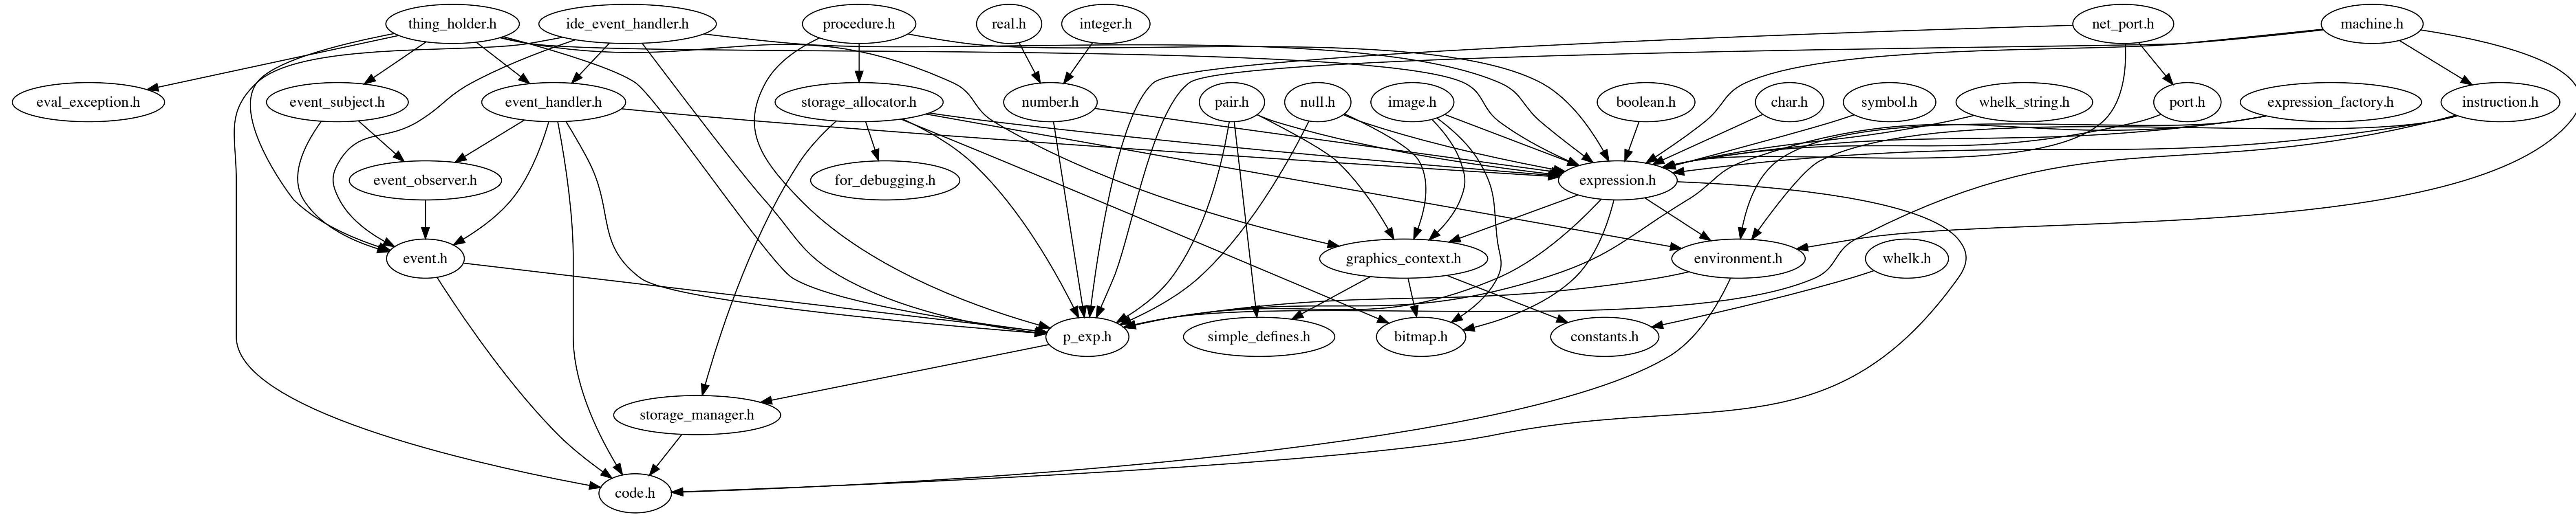 thing_holder.h
ide_event_handler.h
procedure.h
real.h
integer.h
net_port.h
machine.h
eval_exception.h
event_subject.h
event_handler.h
storage_allocator.h
number.h
pair.h
null.h
image.h
boolean.h
char.h
symbol.h
whelk_string.h
port.h
expression_factory.h
instruction.h
event_observer.h
for_debugging.h
expression.h
event.h
graphics_context.h
environment.h
whelk.h
p_exp.h
simple_defines.h
bitmap.h
constants.h
storage_manager.h
code.h